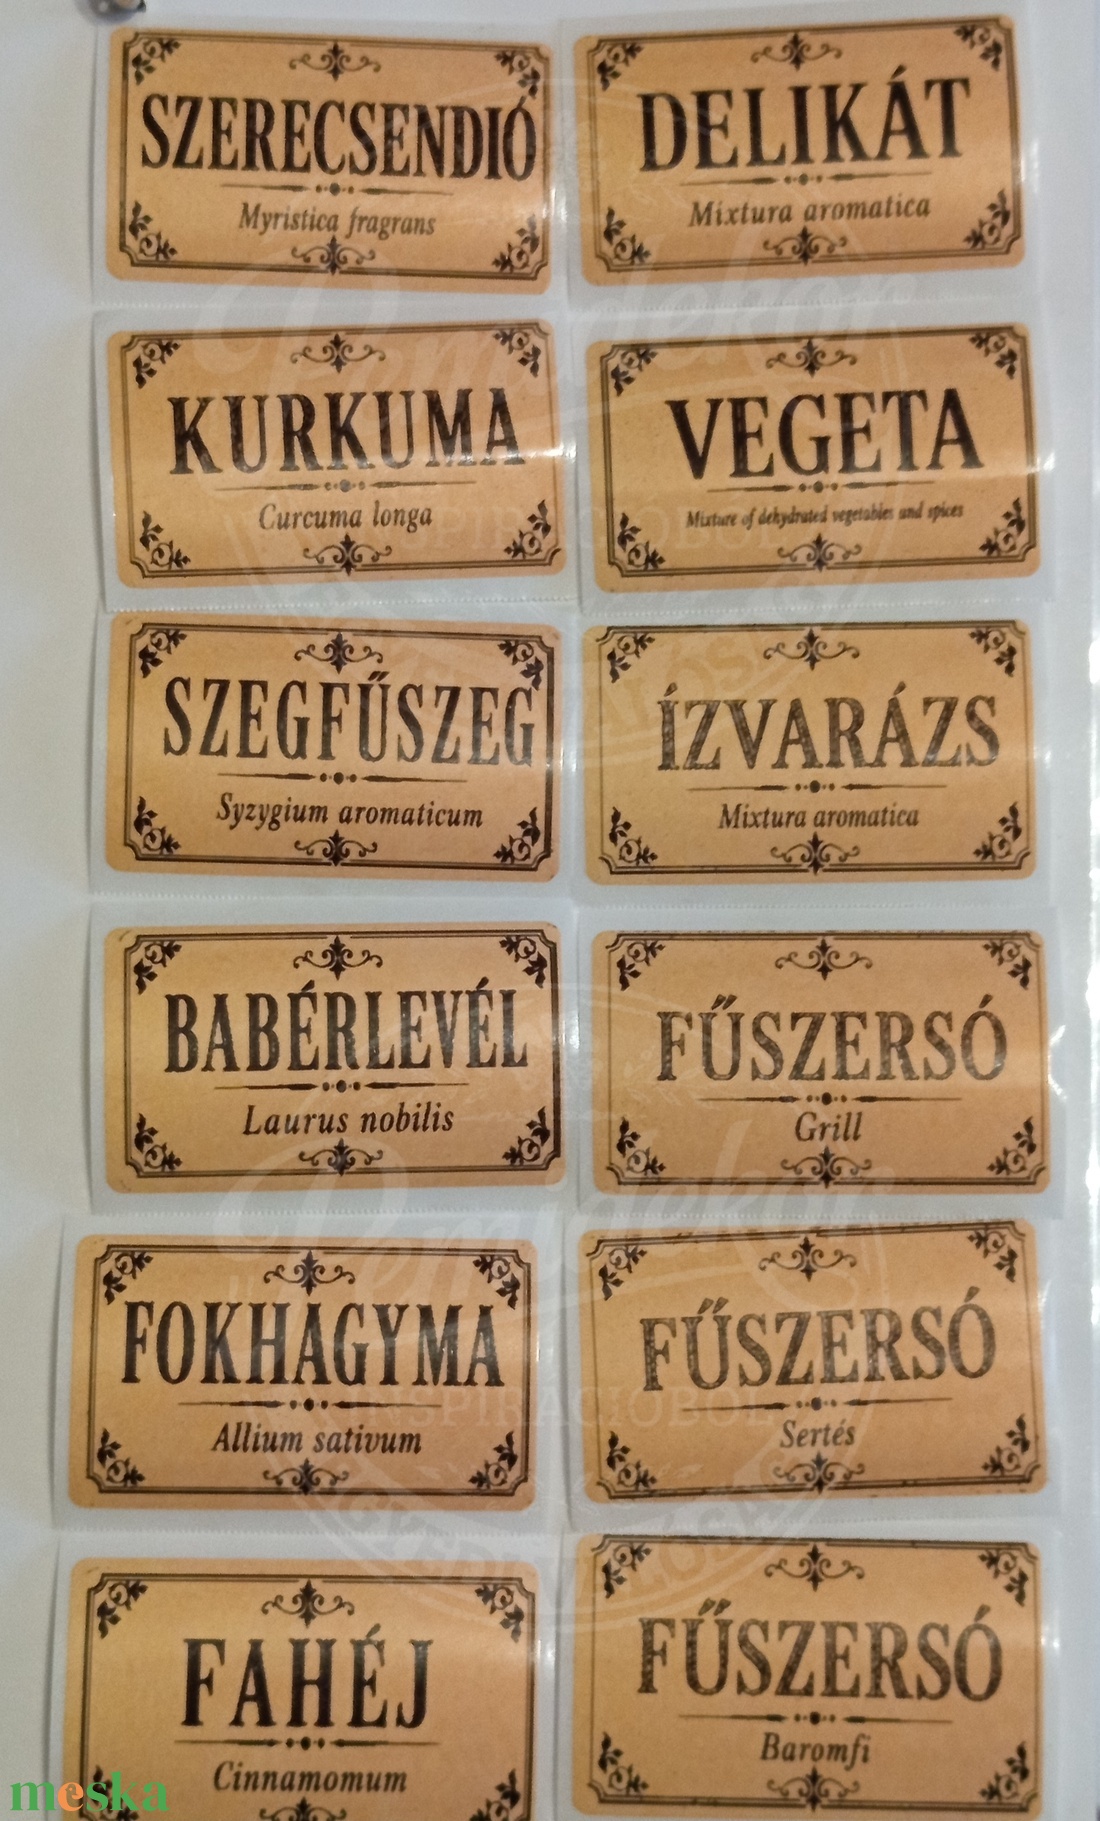 SZERECSENDIÓ
Myristica fragrans
DELIKÁT
Mixtura aromatica
KURKUMA
Curcuma longa
VEGETA
Mixture of dehydrated vegetables and spices
SZEGFŰSZEG
Syzygium aromaticum
ÍZVARÁZS
Mixtura aromatica
BABÉRLEVÉL
Laurus nobilis
FŰSZERSÓ
Grill
FOKHAGYMA
Allium sativum
FŰSZERSÓ
Sertés
FAHÉJ
Cinnamomum
FŰSZERSÓ
Baromfi
meska